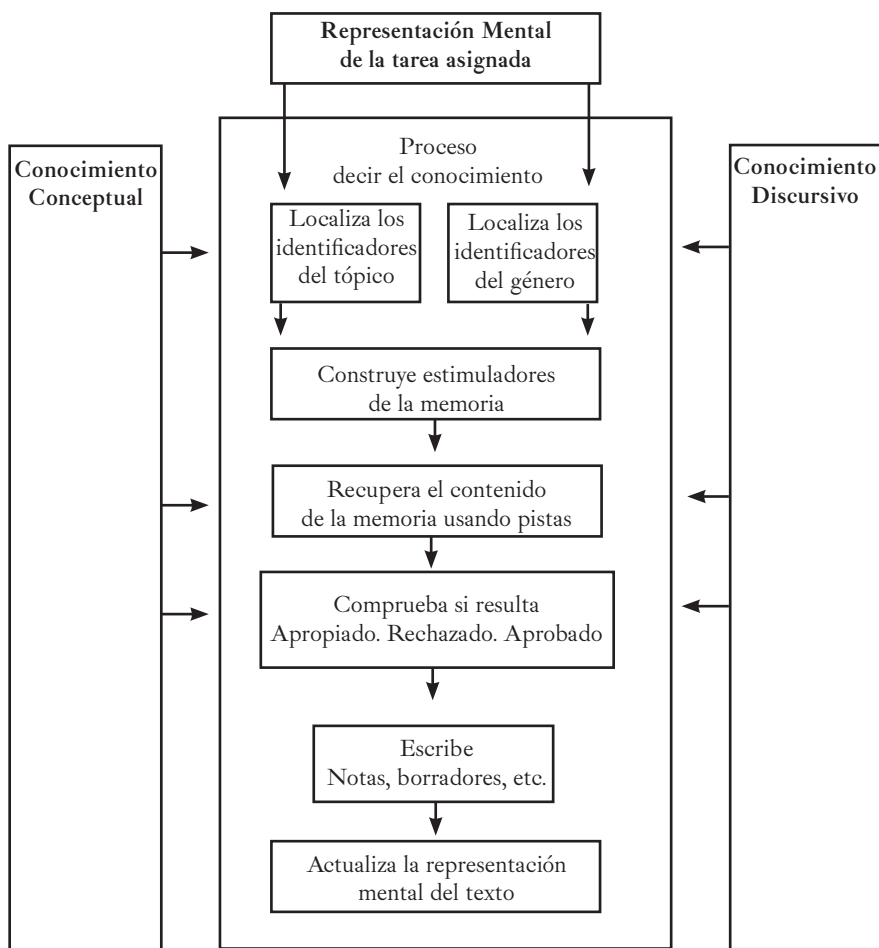 Representación Mental
de la tarea asignada
Conocimiento
Conceptual
Proceso
decir el conocimiento
Conocimiento
Discursivo
Localiza los
identificadores
del tópico
Localiza los
identificadores
del género
Construye estimuladores
de la memoria
Recupera el contenido
de la memoria usando pistas
Comprueba si resulta
Apropiado. Rechazado. Aprobado
Escribe
Notas, borradores, etc.
Actualiza la representación
mental del texto